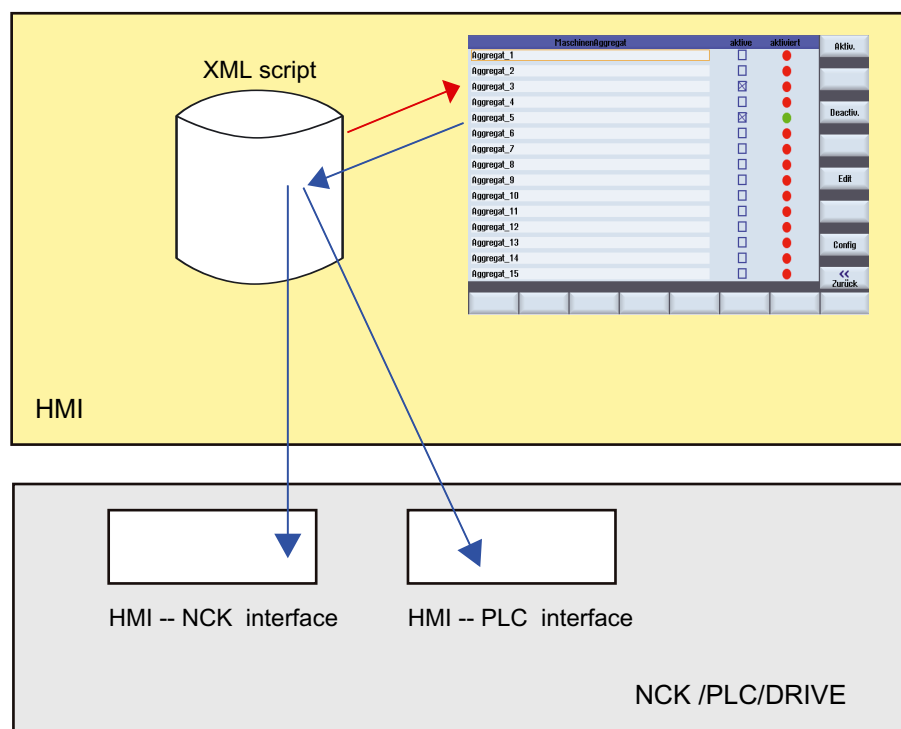 XML script
MaschinenAggregat aktive aktiviert
Aggregat_1
Aggregat_2
Aggregat_3
Aggregat_4
Aggregat_5
Aggregat_6
Aggregat_7
Aggregat_8
Aggregat_9
Aggregat_10
Aggregat_11
Aggregat_12
Aggregat_13
Aggregat_14
Aggregat_15
Aktiv.
Deactiv.
Edit
Config
<<
Zurück
HMI
HMI -- NCK interface
HMI -- PLC interface
NCK /PLC/DRIVE